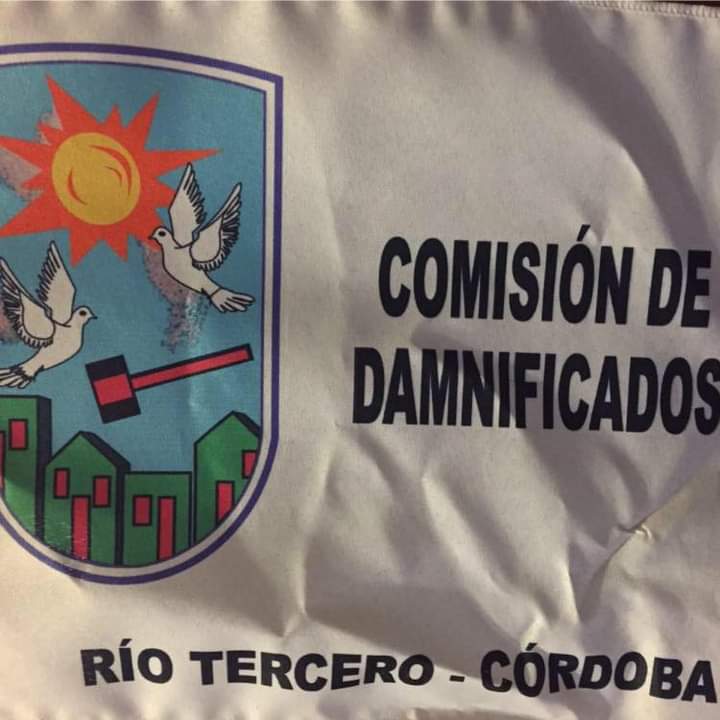 COMISIÓN DE
DAMNIFICADOS
RÍO TERCERO - CÓRDOBA